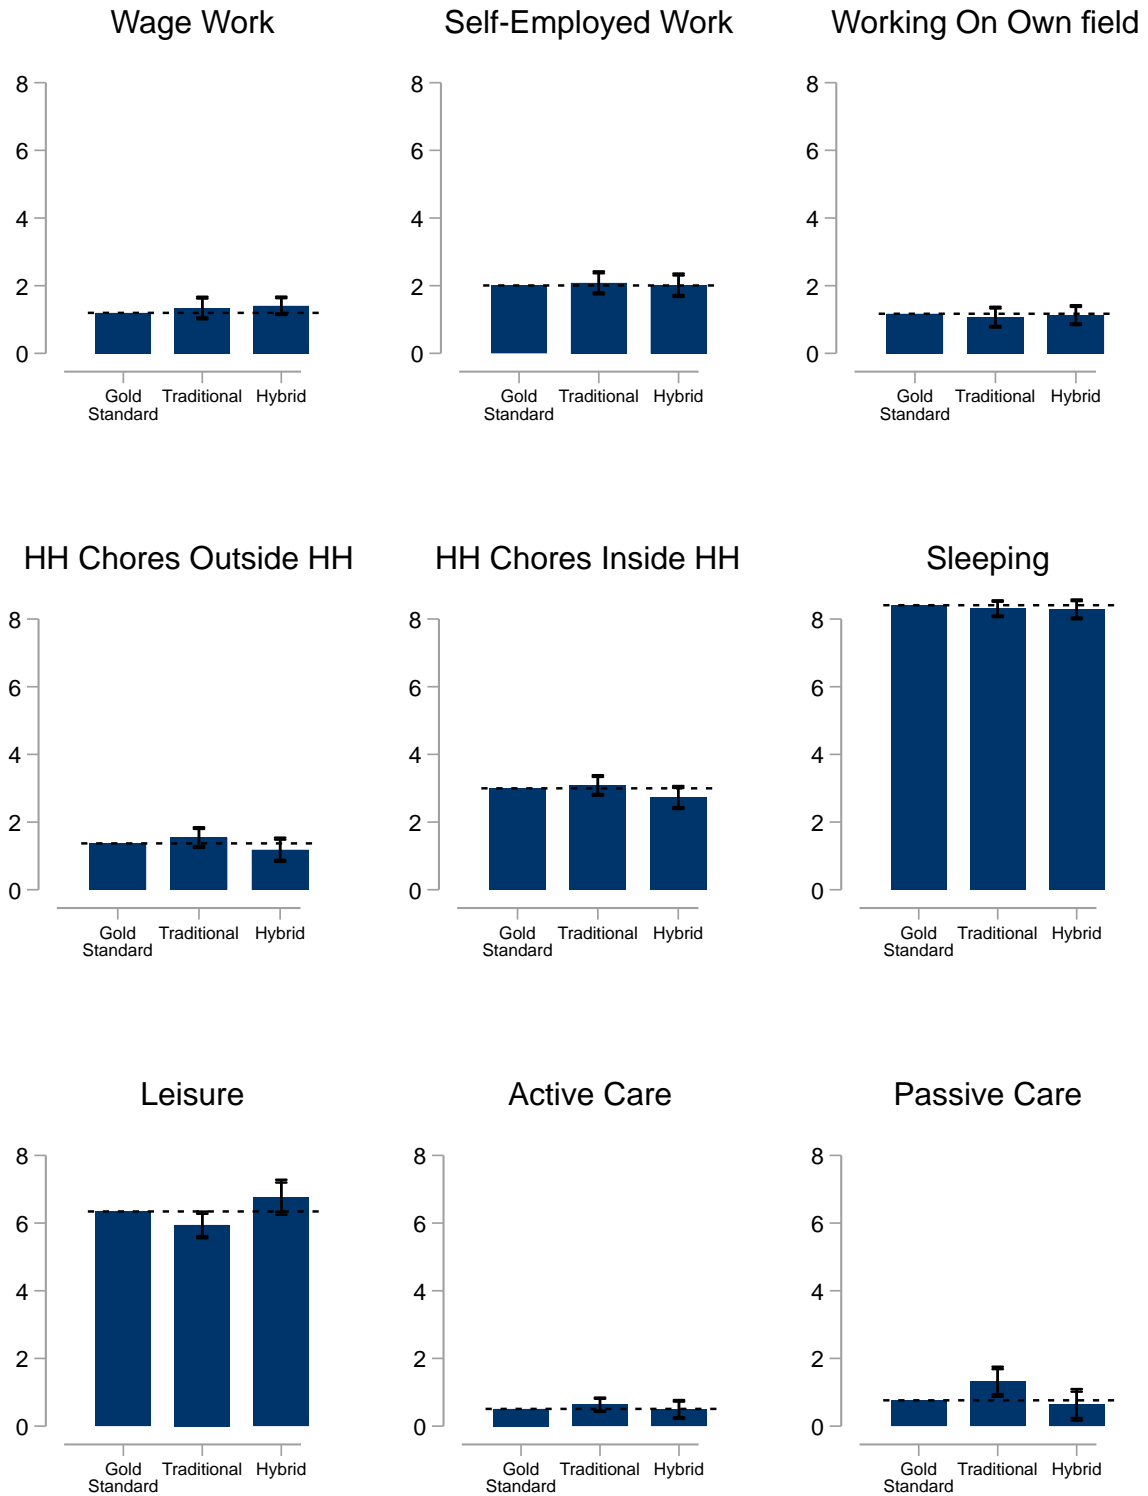 Wage Work
8
6
4
2
0
Gold Standard
Traditional
Hybrid
Self-Employed Work
8
6
4
2
0
Gold Standard
Traditional
Hybrid
Working On Own field
8
6
4
2
0
Gold Standard
Traditional
Hybrid
HH Chores Outside HH
8
6
4
2
0
Gold Standard
Traditional
Hybrid
HH Chores Inside HH
8
6
4
2
0
Gold Standard
Traditional
Hybrid
Sleeping
8
6
4
2
0
Gold Standard
Traditional
Hybrid
Leisure
8
6
4
2
0
Gold Standard
Traditional
Hybrid
Active Care
8
6
4
2
0
Gold Standard
Traditional
Hybrid
Passive Care
8
6
4
2
0
Gold Standard
Traditional
Hybrid